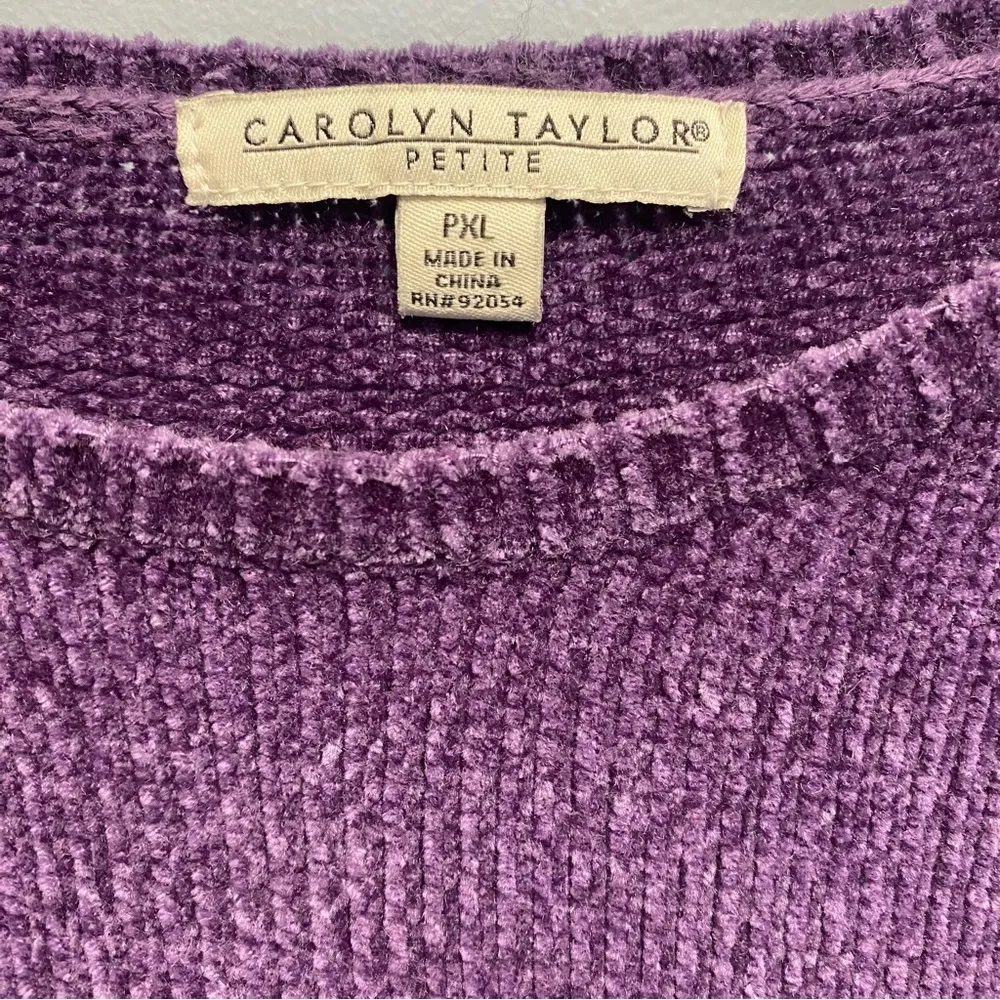 CAROLYN TAYLOR®
PETITE
PXL
MADE IN
CHINA
RN#92054